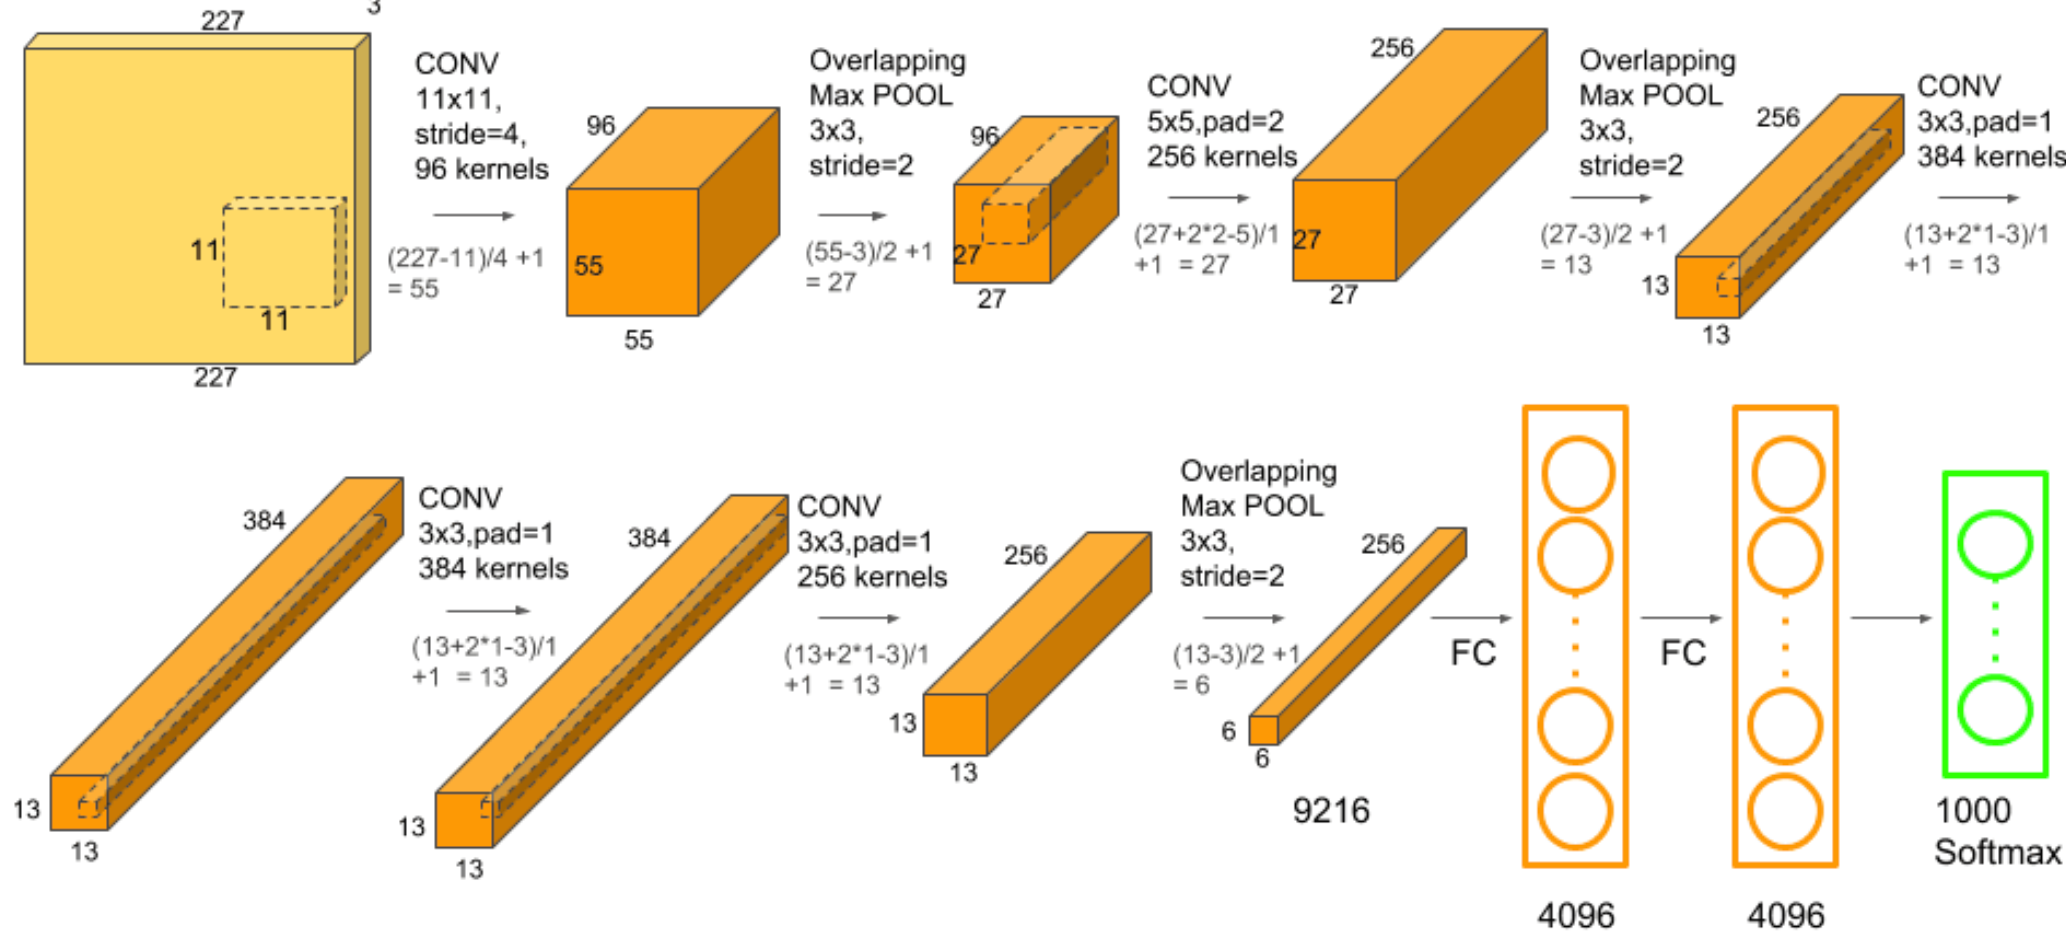 227
3
11
11
227
CONV
11x11,
stride=4,
96 kernels
(227-11)/4 +1
= 55
96
55
55
Overlapping
Max POOL
3x3,
stride=2
(55-3)/2 +1
= 27
96
27
27
CONV
5x5,pad=2
256 kernels
(27+2*2-5)/1
+1 = 27
256
27
27
Overlapping
Max POOL
3x3,
stride=2
(27-3)/2 +1
= 13
256
13
13
CONV
3x3,pad=1
384 kernels
(13+2*1-3)/1
+1 = 13
384
13
13
CONV
3x3,pad=1
384 kernels
(13+2*1-3)/1
+1 = 13
384
13
13
CONV
3x3,pad=1
256 kernels
(13+2*1-3)/1
+1 = 13
256
13
13
Overlapping
Max POOL
3x3,
stride=2
(13-3)/2 +1
= 6
256
6
6
9216
FC
4096
FC
4096
1000
Softmax